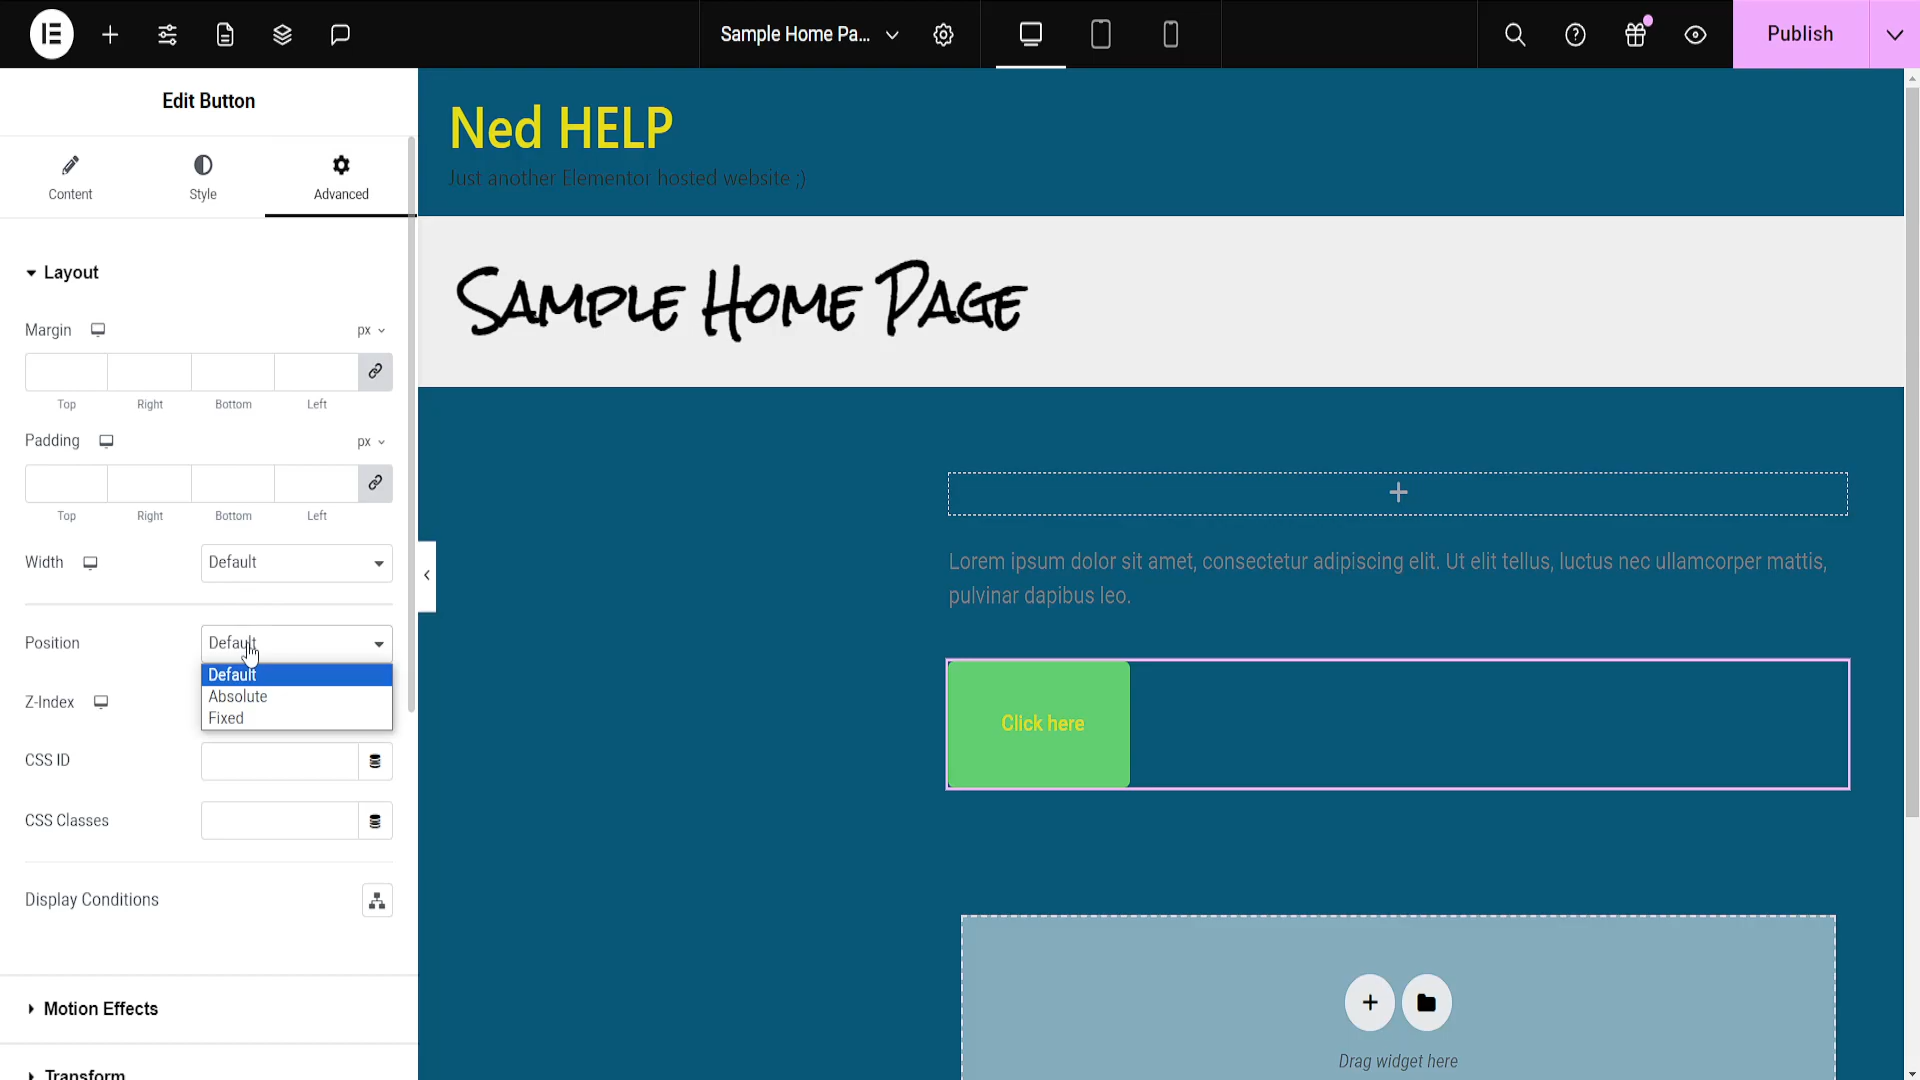 Sample Home Pa...
Publish
Edit Button
Content
Style
Advanced
Layout
Margin
px
Top
Right
Bottom
Left
Padding
px
Top
Right
Bottom
Left
Width
Default
Position
Default
Default
Absolute
Fixed
Z-Index
CSS ID
CSS Classes
Display Conditions
Motion Effects
Transform
Ned HELP
Just another Elementor hosted website ;)
Sample Home Page
Lorem ipsum dolor sit amet, consectetur adipiscing elit. Ut elit tellus, luctus nec ullamcorper mattis,
pulvinar dapibus leo.
Click here
Drag widget here